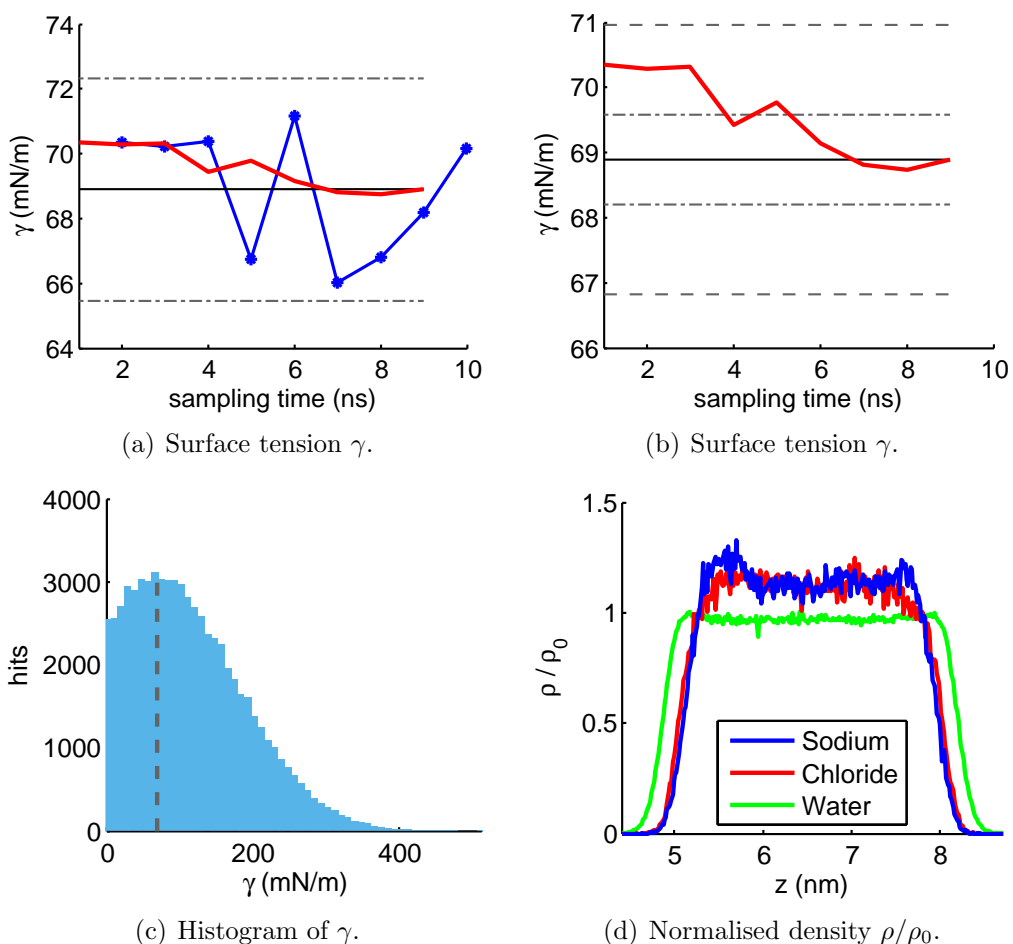 74
72
70
68
66
64
γ (mN/m)
2 4 6 8 10
sampling time (ns)
(a) Surface tension γ.
71
70
69
68
67
66
γ (mN/m)
2 4 6 8 10
sampling time (ns)
(b) Surface tension γ.
4000
3000
2000
1000
0
hits
0 200 400
γ (mN/m)
(c) Histogram of γ.
1.5
1
0.5
0
ρ / ρ0
Sodium
Chloride
Water
5 6 7 8
z (nm)
(d) Normalised density ρ/ρ0.